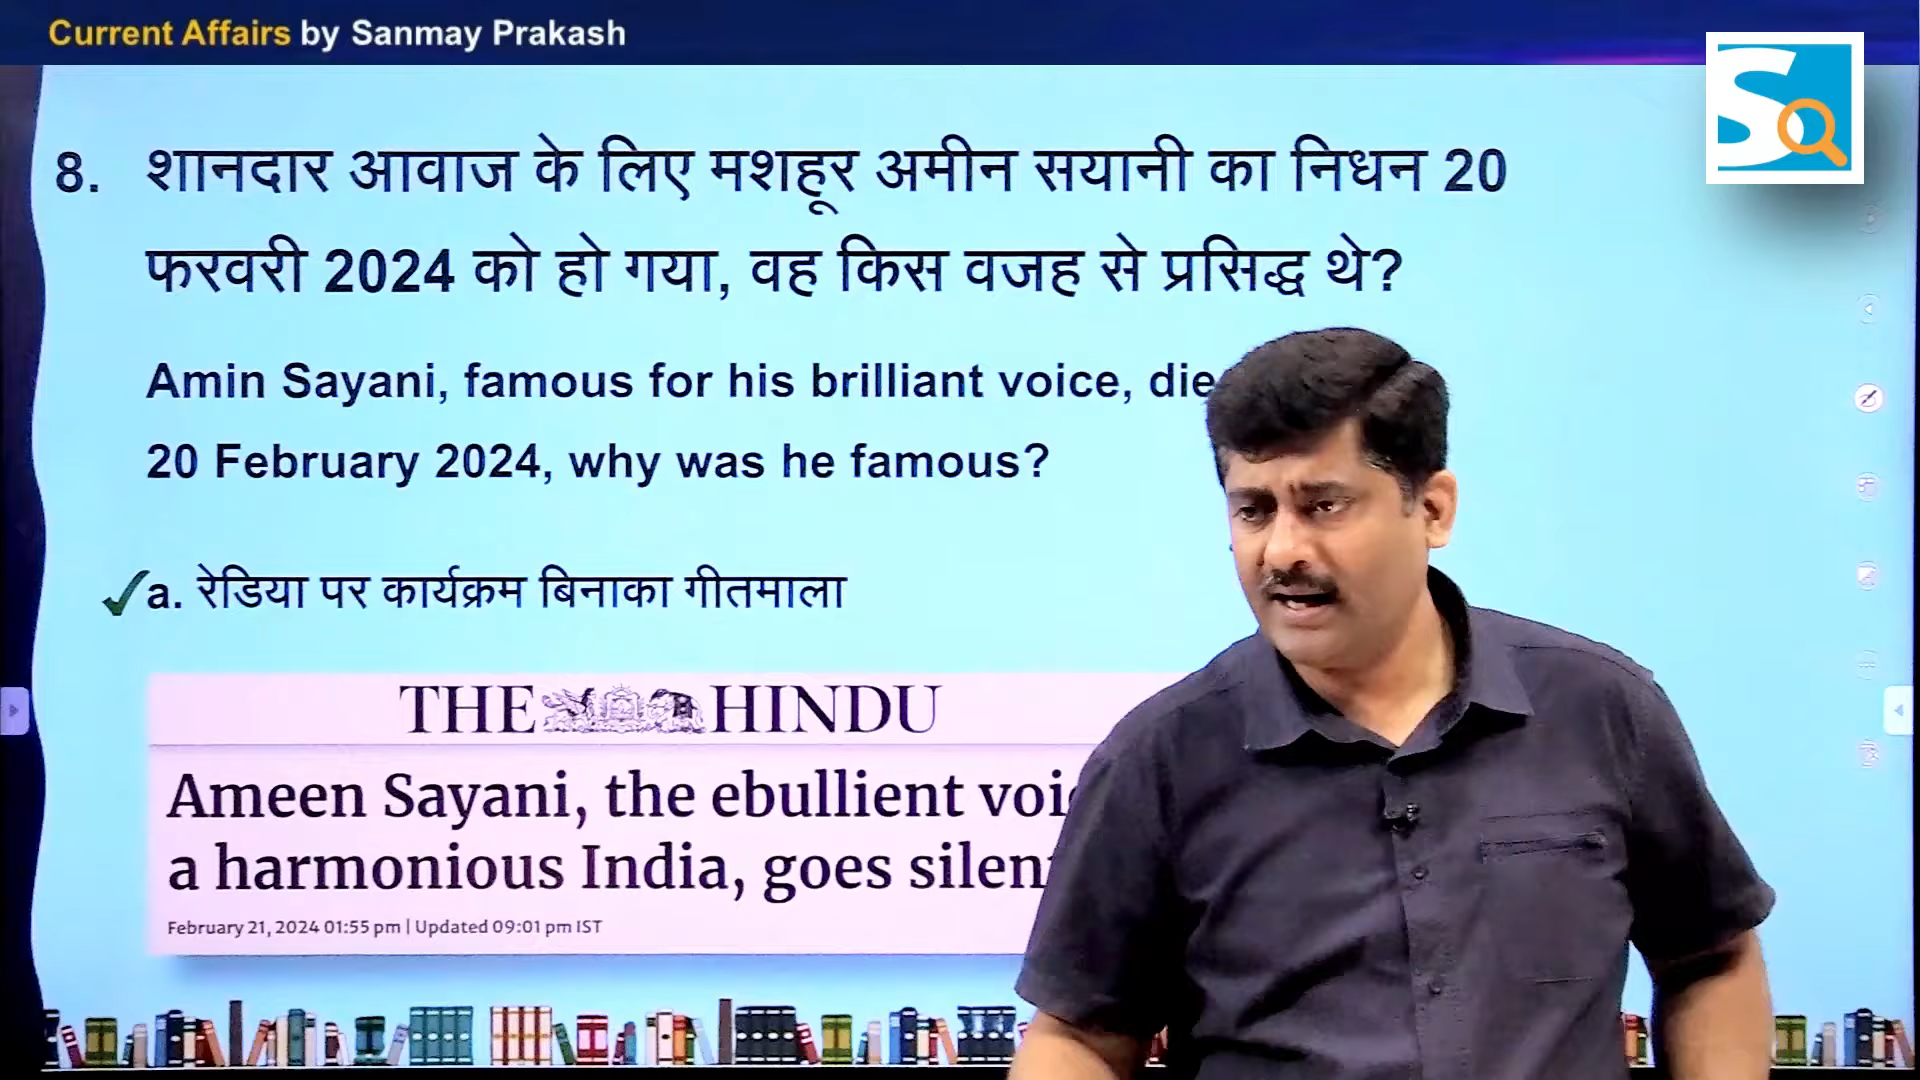 Current Affairs by Sanmay Prakash
SQ
8. शानदार आवाज के लिए मशहूर अमीन सयानी का निधन 20
फरवरी 2024 को हो गया, वह किस वजह से प्रसिद्ध थे?
Amin Sayani, famous for his brilliant voice,
20 February 2024, why was he famous?
a. रेडिया पर कार्यक्रम बिनाका गीतमाला
THE HINDU
Ameen Sayani, the ebullient
a harmonious India, goes
February 21, 2024 01:55 pm | Updated 09:01 pm IST